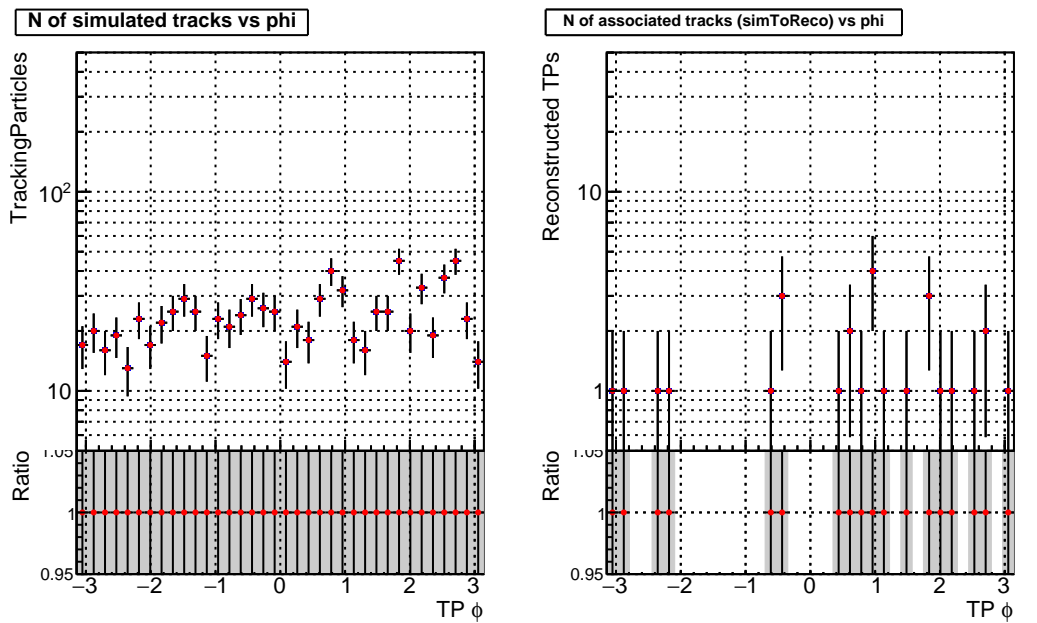 N of simulated tracks vs phi
TrackingParticles
10²
10
Ratio
1.05
1
0.95
−3 −2 −1 0 1 2 3
TP ϕ
N of associated tracks (simToReco) vs phi
Reconstructed TPs
10
1
Ratio
1.05
1
0.95
−3 −2 −1 0 1 2 3
TP ϕ